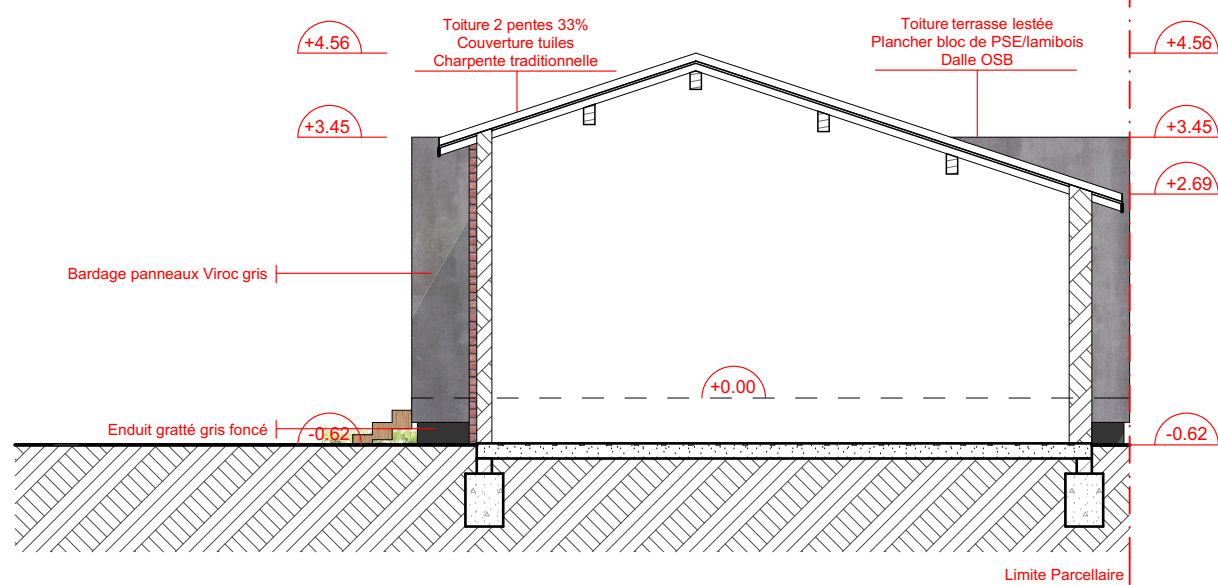 Toiture 2 pentes 33%
Couverture tuiles
Charpente traditionnelle
Toiture terrasse lestée
Plancher bloc de PSE/lamibois
Dalle OSB
+4.56
+4.56
+3.45
+3.45
+2.69
Bardage panneaux Viroc gris
+0.00
Enduit gratté gris foncé
-0.62
-0.62
Limite Parcellaire